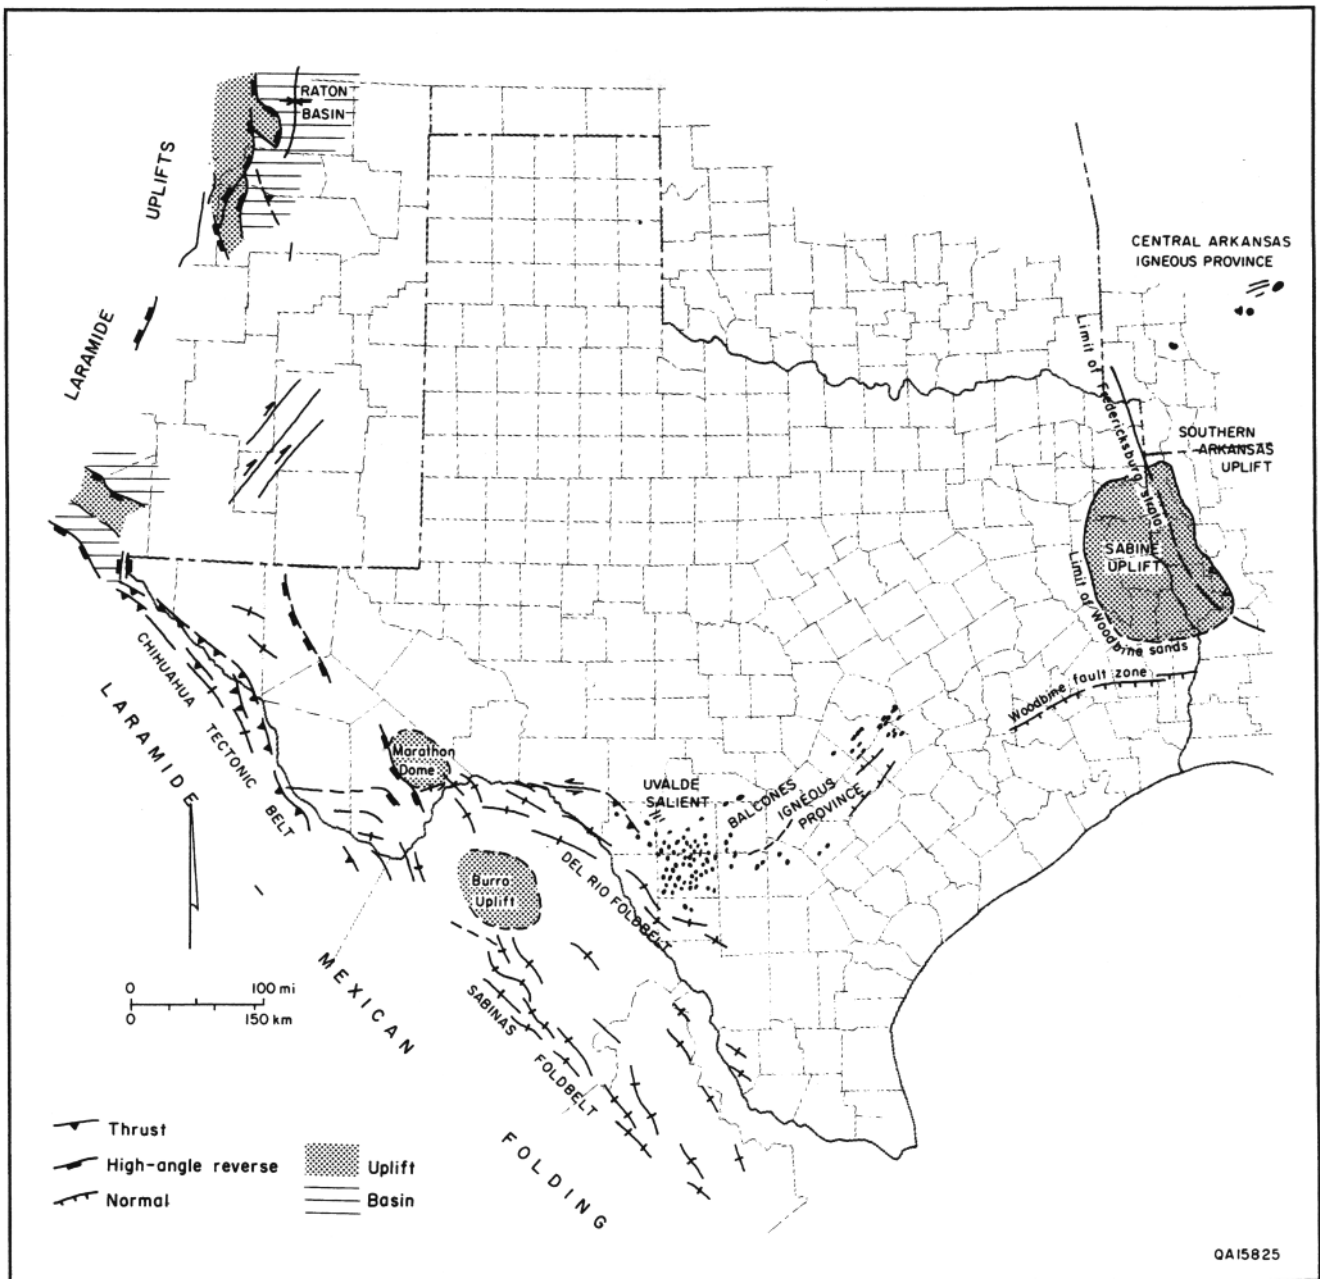 RATON
BASIN
UPLIFTS
LARAMIDE
CENTRAL ARKANSAS
IGNEOUS PROVINCE
Limit of Fredericksburg strata
SOUTHERN
ARKANSAS
UPLIFT
SABINE
UPLIFT
Limit of Woodbine sands
Woodbine fault zone
CHIHUAHUA TECTONIC BELT
LARAMIDE
Marathon
Dome
UVALDE
SALIENT
BALCONES
IGNEOUS
PROVINCE
DEL RIO FOLDBELT
Burro
Uplift
MEXICAN
SABINAS FOLDBELT
FOLDING
0 100 mi
0 150 km
Thrust
High-angle reverse
Normal
Uplift
Basin
QA15825